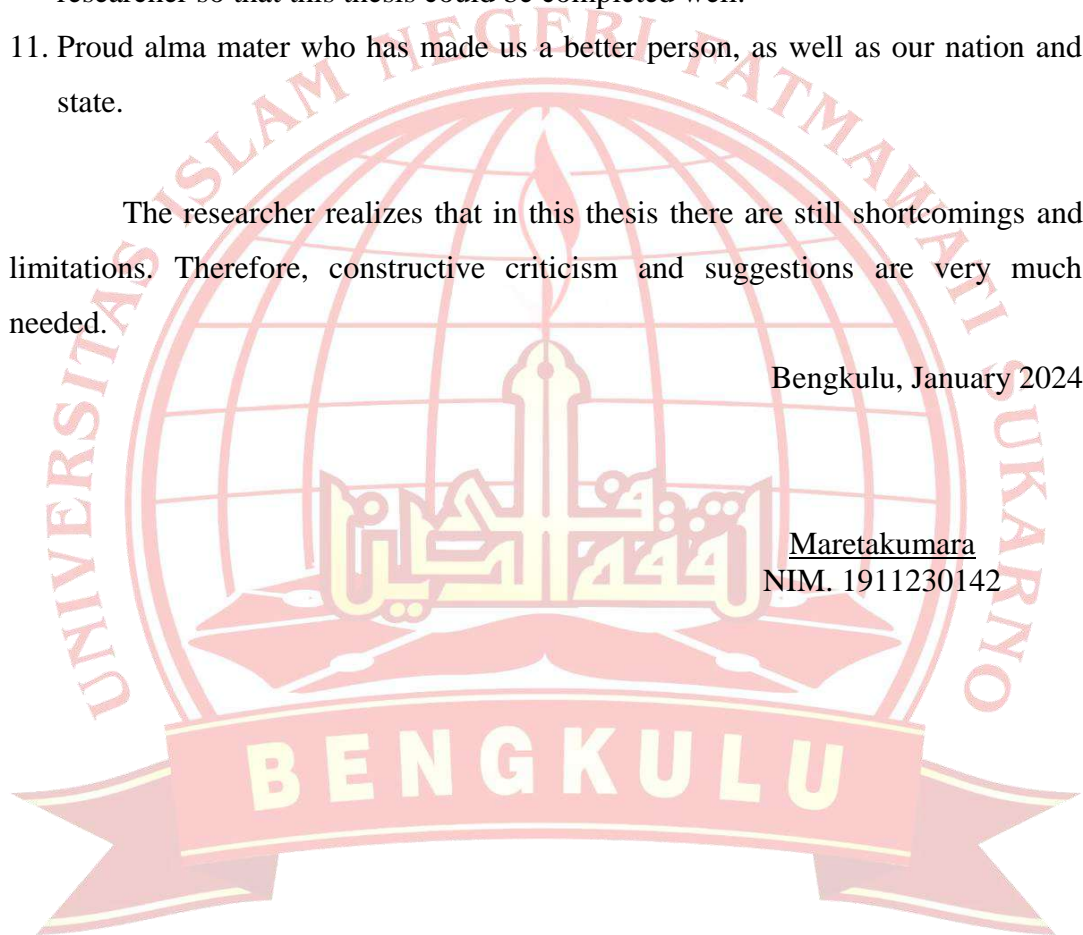 researcher so that this thesis could be completed well.
11. Proud alma mater who has made us a better person, as well as our nation and
state.
The researcher realizes that in this thesis there are still shortcomings and
limitations. Therefore, constructive criticism and suggestions are very much
needed.
Bengkulu, January 2024
Maretakumara
NIM. 1911230142
UNIVERSITAS ISLAM NEGERI FATMAWATI SUKARNO
BENGKULU